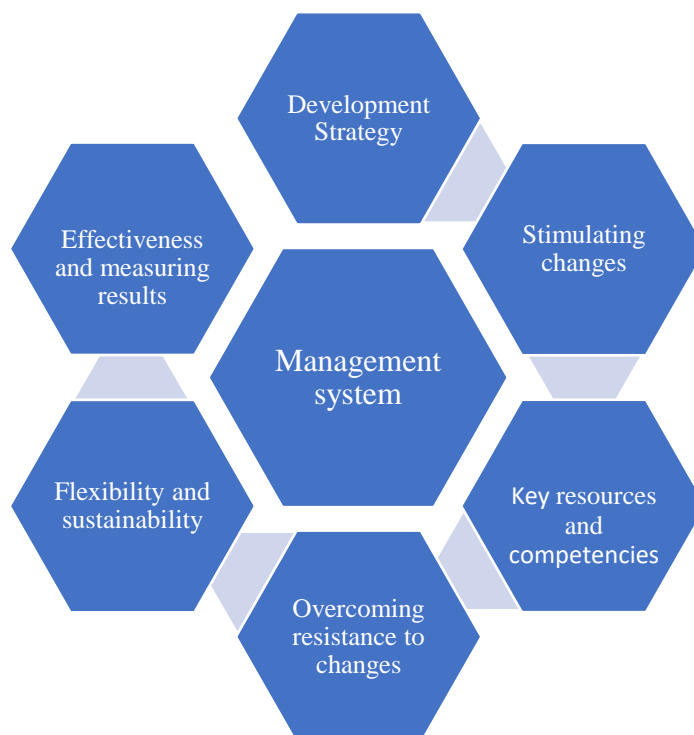 Development
Strategy
Stimulating
changes
Key resources
and
competencies
Overcoming
resistance to
changes
Flexibility and
sustainability
Effectiveness
and measuring
results
Management
system